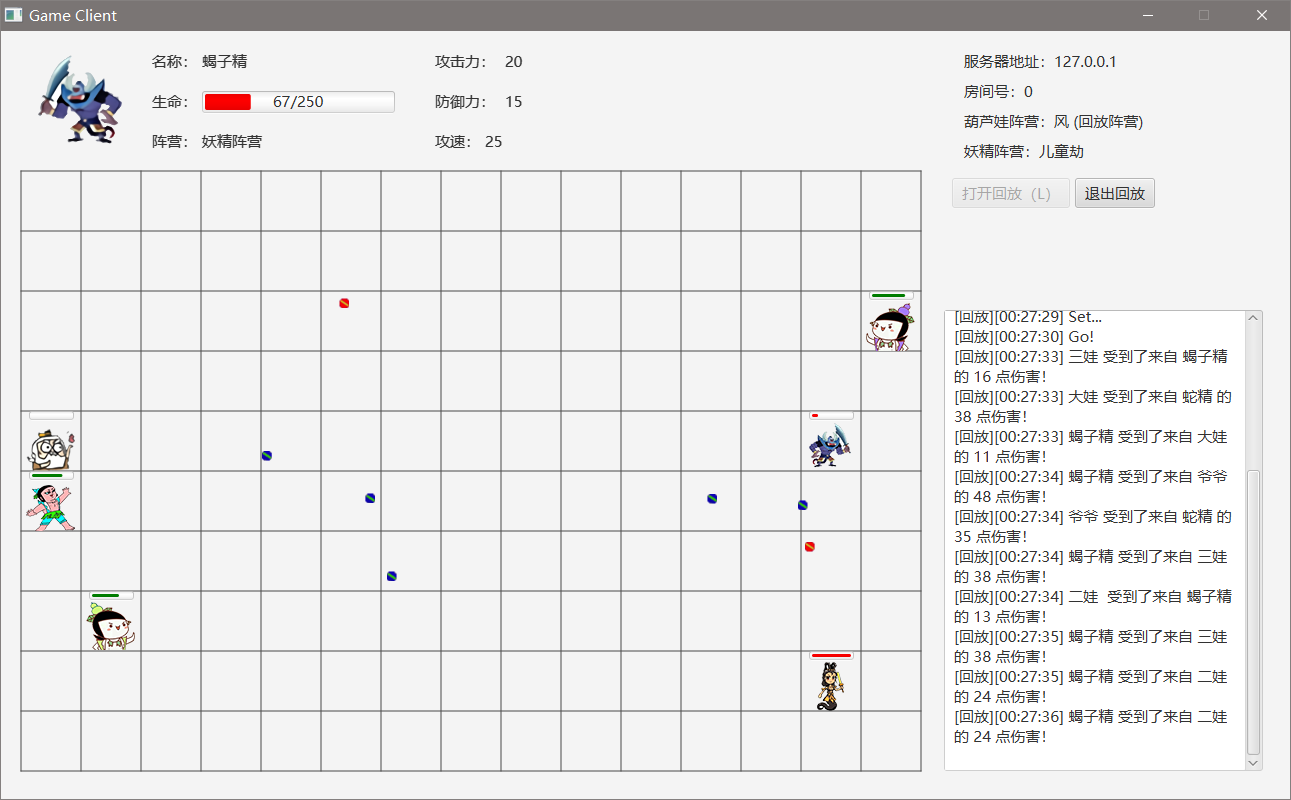 Game Client
名称： 蝎子精
攻击力： 20
生命： 67/250
防御力： 15
阵营： 妖精阵营
攻速： 25
服务器地址：127.0.0.1
房间号：0
葫芦娃阵营：风 (回放阵营)
妖精阵营：儿童劫
打开回放（L） 退出回放
[回放][00:27:29] Set...
[回放][00:27:30] Go!
[回放][00:27:33] 三娃 受到了来自 蝎子精
的 16 点伤害！
[回放][00:27:33] 大娃 受到了来自 蛇精 的
38 点伤害！
[回放][00:27:33] 蝎子精 受到了来自 大娃
的 11 点伤害！
[回放][00:27:34] 蝎子精 受到了来自 爷爷
的 48 点伤害！
[回放][00:27:34] 爷爷 受到了来自 蛇精 的
35 点伤害！
[回放][00:27:34] 蝎子精 受到了来自 三娃
的 38 点伤害！
[回放][00:27:34] 二娃  受到了来自 蝎子精
的 13 点伤害！
[回放][00:27:35] 蝎子精 受到了来自 三娃
的 38 点伤害！
[回放][00:27:35] 蝎子精 受到了来自 二娃
的 24 点伤害！
[回放][00:27:36] 蝎子精 受到了来自 二娃
的 24 点伤害！